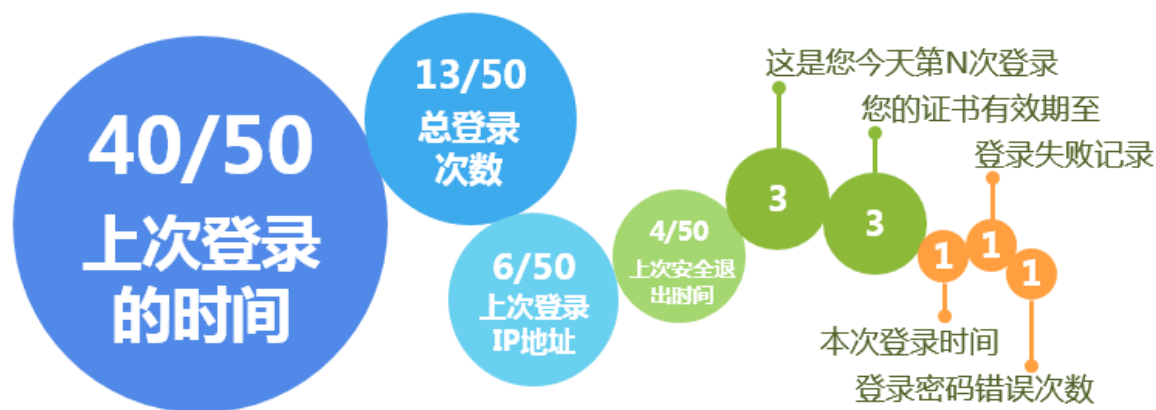 40/50
上次登录
的时间
13/50
总登录
次数
6/50
上次登录
IP地址
4/50
上次安全退
出时间
3
这是您今天第N次登录
3
您的证书有效期至
1
本次登录时间
1
登录失败记录
1
登录密码错误次数